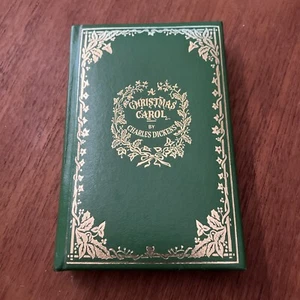 A
CHRISTMAS
CAROL
BY
CHARLES DICKENS